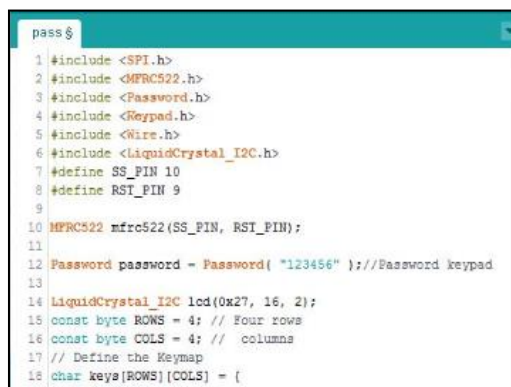 pass §
1 #include <SPI.h>
2 #include <MFRC522.h>
3 #include <Password.h>
4 #include <Keypad.h>
5 #include <Wire.h>
6 #include <LiquidCrystal_I2C.h>
7 #define SS_PIN 10
8 #define RST_PIN 9
9
10 MFRC522 mfrc522(SS_PIN, RST_PIN);
11
12 Password password = Password( "123456" );//Password keypad
13
14 LiquidCrystal_I2C lcd(0x27, 16, 2);
15 const byte ROWS = 4; // Four rows
16 const byte COLS = 4; //  columns
17 // Define the Keymap
18 char keys[ROWS][COLS] = {